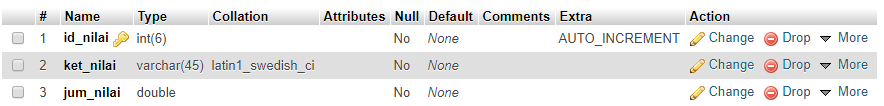 # Name Type Collation Attributes Null Default Comments Extra Action
1 id_nilai int(6) No None AUTO_INCREMENT Change Drop More
2 ket_nilai varchar(45) latin1_swedish_ci No None Change Drop More
3 jum_nilai double No None Change Drop More